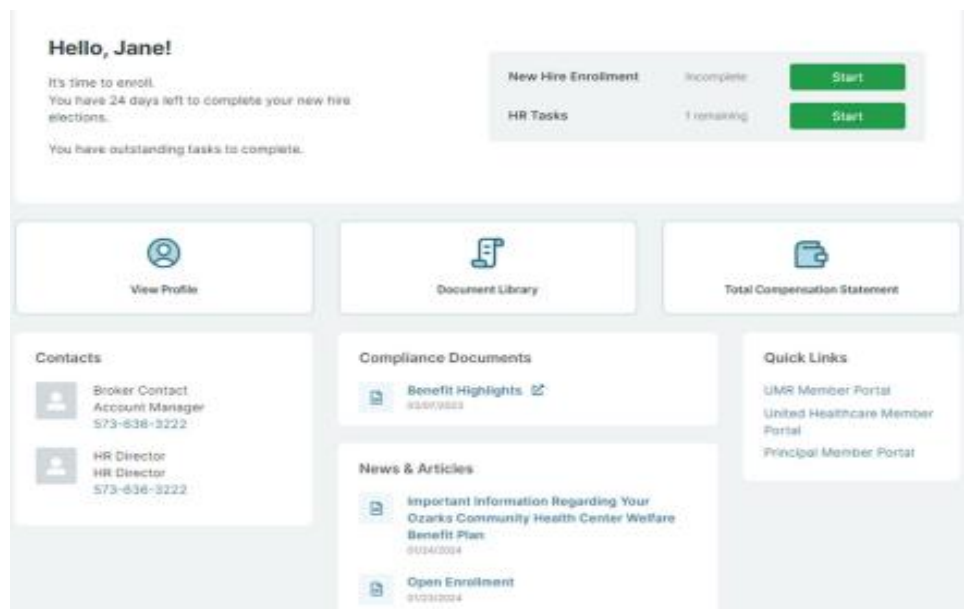 Hello, Jane!
It's time to enroll.
You have 24 days left to complete your new hire
elections.
You have outstanding tasks to complete.
New Hire Enrollment Incomplete Start
HR Tasks 1 remaining Start
View Profile
Document Library
Total Compensation Statement
Contacts
Broker Contact
Account Manager
573-636-3222
HR Director
HR Director
573-636-3222
Compliance Documents
Benefit Highlights
News & Articles
Important Information Regarding Your
Ozarks Community Health Center Welfare
Benefit Plan
01/24/2024
Open Enrollment
01/23/2024
Quick Links
UMR Member Portal
United Healthcare Member
Portal
Principal Member Portal